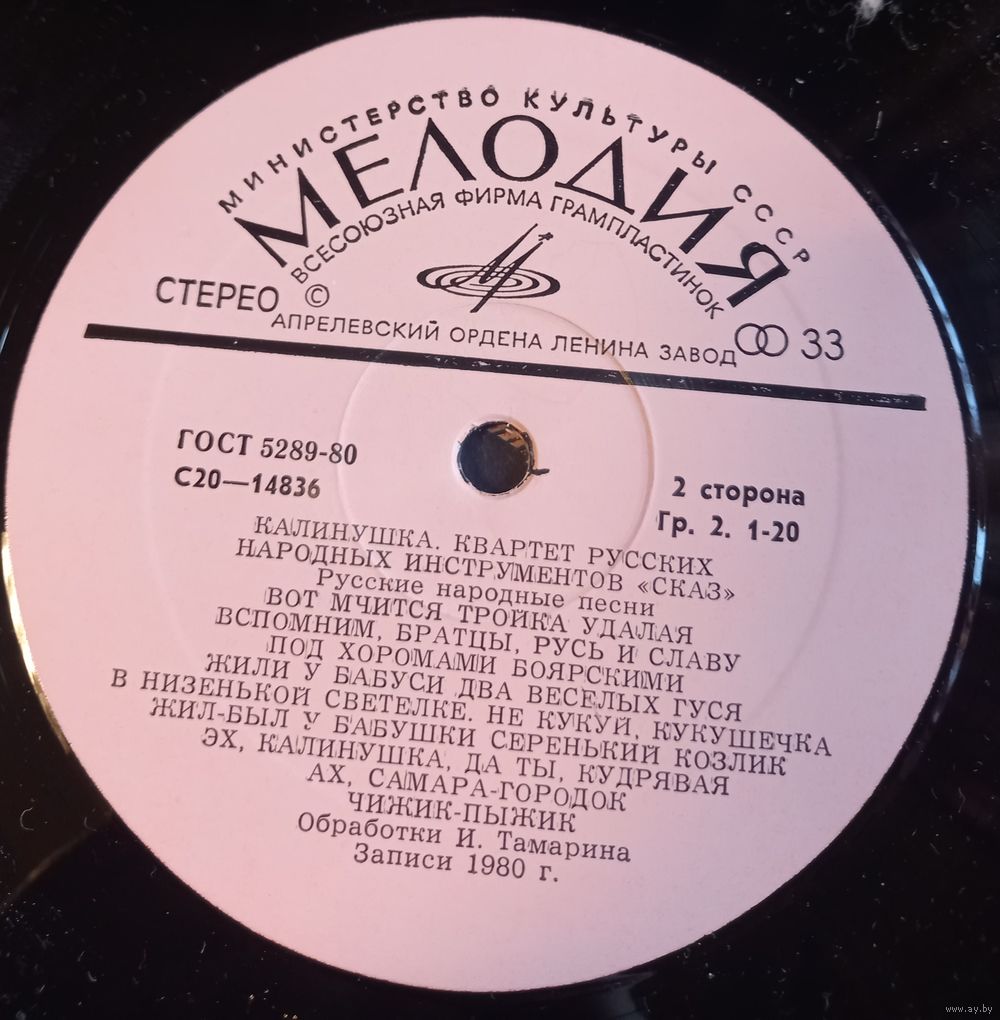 МИНИСТЕРСТВО КУЛЬТУРЫ СССР
МЕЛОДИЯ
ВСЕСОЮЗНАЯ ФИРМА ГРАМПЛАСТИНОК
СТЕРЕО ©
АПРЕЛЕВСКИЙ ОРДЕНА ЛЕНИНА ЗАВОД
33
ГОСТ 5289-80
С20—14836
2 сторона
Гр. 2. 1-20
КАЛИНУШКА. КВАРТЕТ РУССКИХ
НАРОДНЫХ ИНСТРУМЕНТОВ «СКАЗ»
Русские народные песни
ВОТ МЧИТСЯ ТРОЙКА УДАЛАЯ
ВСПОМНИМ, БРАТЦЫ, РУСЬ И СЛАВУ
ПОД ХОРОМАМИ БОЯРСКИМИ
ЖИЛИ У БАБУСИ ДВА ВЕСЕЛЫХ ГУСЯ
В НИЗЕНЬКОЙ СВЕТЕЛКЕ. НЕ КУКУЙ, КУКУШЕЧКА
ЖИЛ-БЫЛ У БАБУШКИ СЕРЕНЬКИЙ КОЗЛИК
ЭХ, КАЛИНУШКА, ДА ТЫ, КУДРЯВАЯ
АХ, САМАРА-ГОРОДОК
ЧИЖИК-ПЫЖИК
Обработки И. Тамарина
Записи 1980 г.
www.ay.by